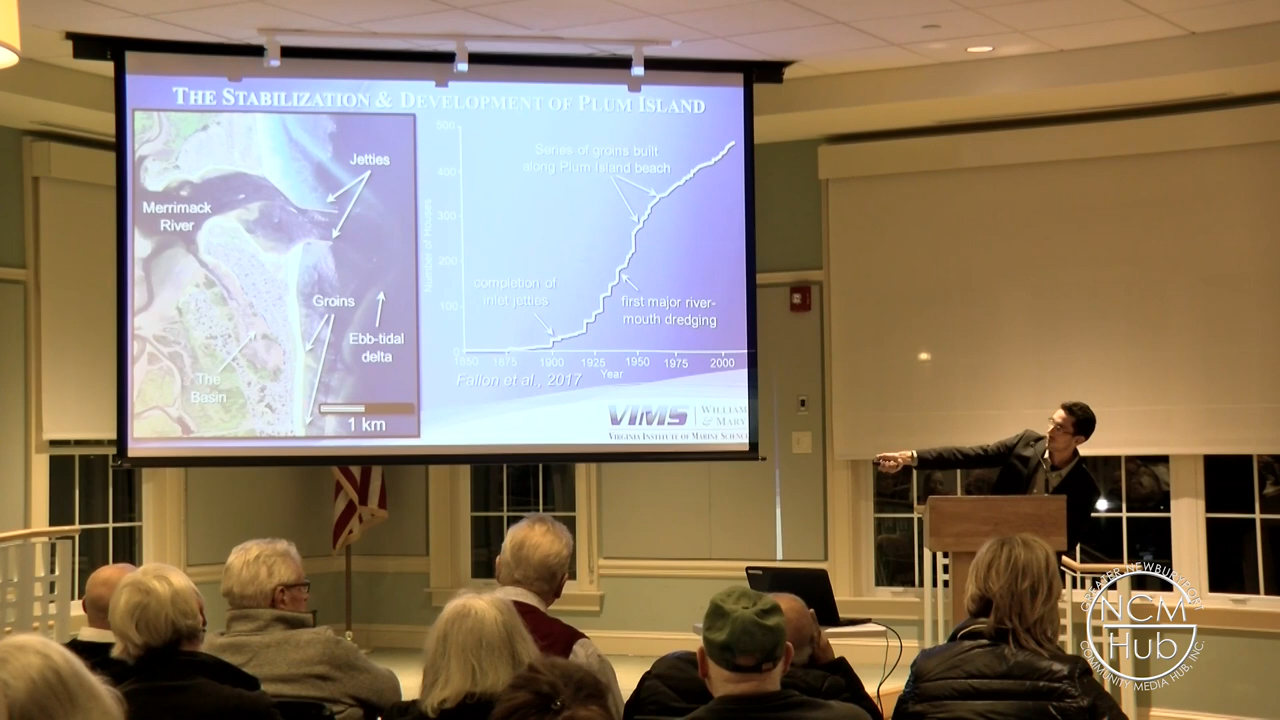 THE STABILIZATION & DEVELOPMENT OF PLUM ISLAND
Jetties
Merrimack
River
Groins
Ebb-tidal
delta
The
Basin
1 km
500
400
300
200
100
0
Number of Houses
Series of groins built
along Plum Island beach
completion of
inlet jetties
first major river-
mouth dredging
1850 1875 1900 1925 1950 1975 2000
Year
Fallon et al., 2017
VIMS
WILLIAM
& MARY
VIRGINIA INSTITUTE OF MARINE SCIENCE
GREATER NEWBURYPORT
NCM
Hub
COMMUNITY MEDIA HUB, INC.